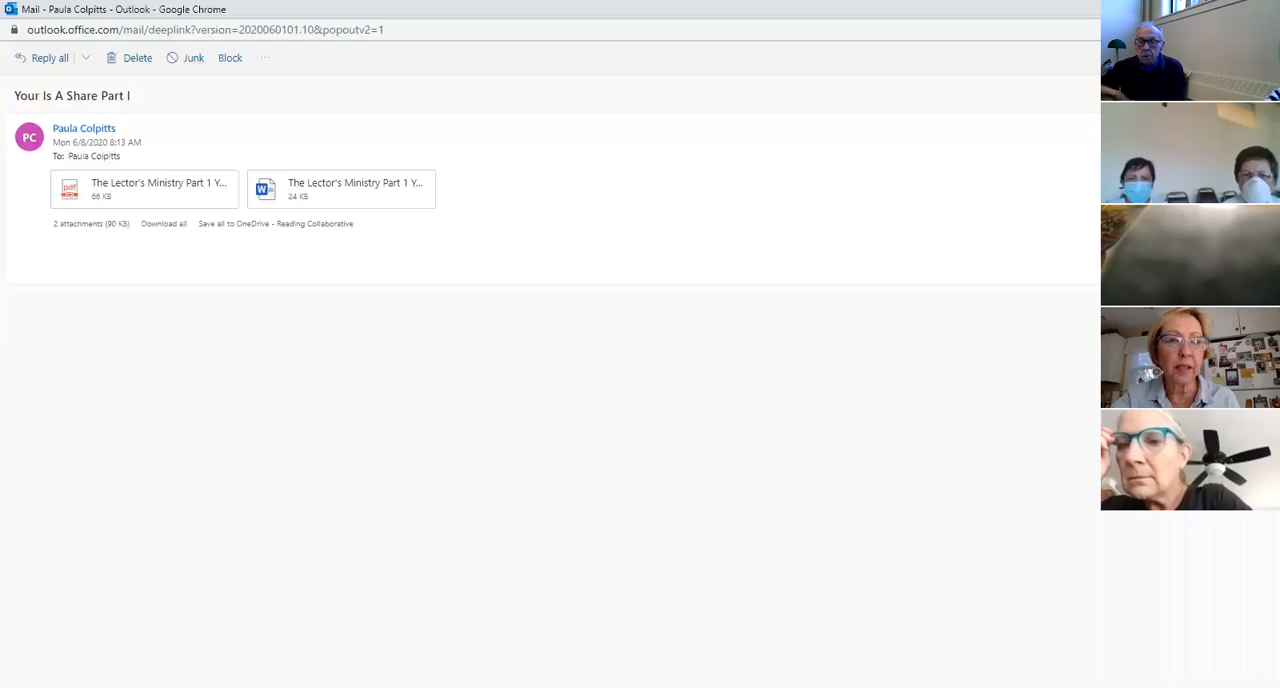 Mail - Paula Colpitts - Outlook - Google Chrome
outlook.office.com/mail/deeplink?version=2020060101.10&popoutv2=1
Reply all Delete Junk Block ...
Your Is A Share Part I
PC
Paula Colpitts
Mon 6/8/2020 8:13 AM
To: Paula Colpitts
pdf
The Lector's Ministry Part 1 Y...
66 KB
W
The Lector's Ministry Part 1 Y...
24 KB
2 attachments (90 KB) Download all Save all to OneDrive - Reading Collaborative